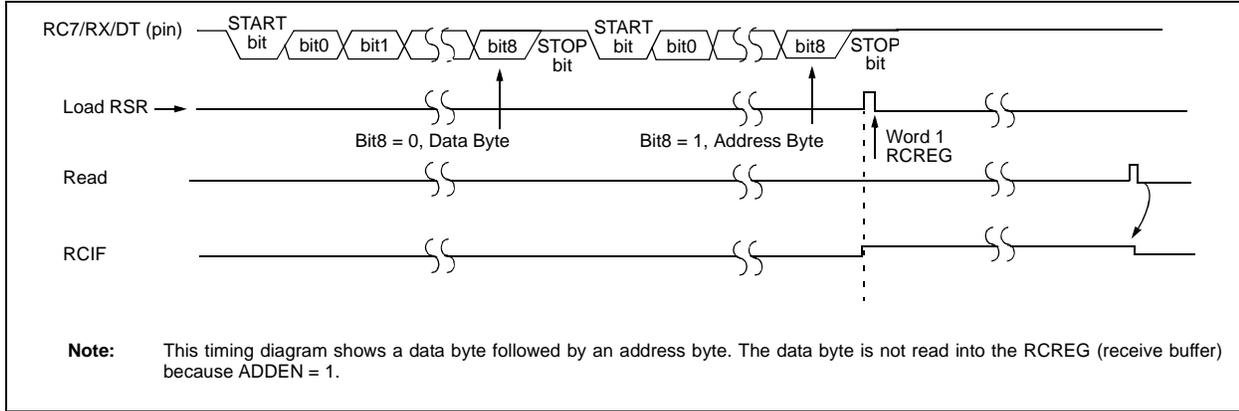 RC7/RX/DT (pin)
START
bit
bit0
bit1
bit8
STOP
bit
START
bit
bit0
bit8
STOP
bit
Load RSR
Bit8 = 0, Data Byte
Bit8 = 1, Address Byte
Word 1
RCREG
Read
RCIF
Note: This timing diagram shows a data byte followed by an address byte. The data byte is not read into the RCREG (receive buffer)
because ADDEN = 1.